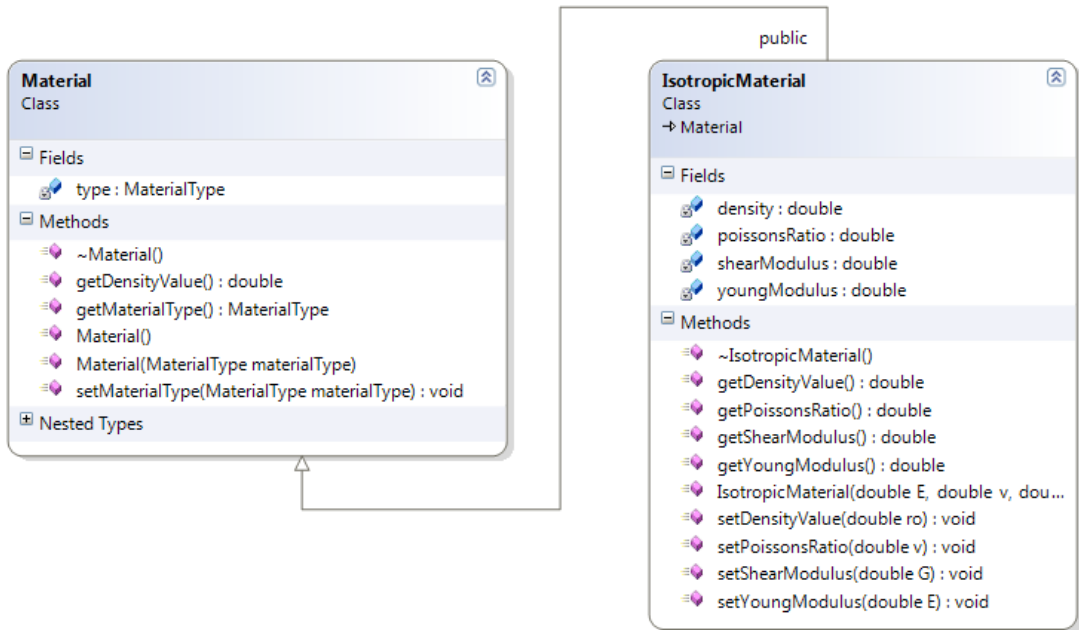 public
Material
Class
Fields
type : MaterialType
Methods
~Material()
getDensityValue() : double
getMaterialType() : MaterialType
Material()
Material(MaterialType materialType)
setMaterialType(MaterialType materialType) : void
Nested Types
IsotropicMaterial
Class
Material
Fields
density : double
poissonsRatio : double
shearModulus : double
youngModulus : double
Methods
~IsotropicMaterial()
getDensityValue() : double
getPoissonsRatio() : double
getShearModulus() : double
getYoungModulus() : double
IsotropicMaterial(double E, double v, dou...
setDensityValue(double ro) : void
setPoissonsRatio(double v) : void
setShearModulus(double G) : void
setYoungModulus(double E) : void